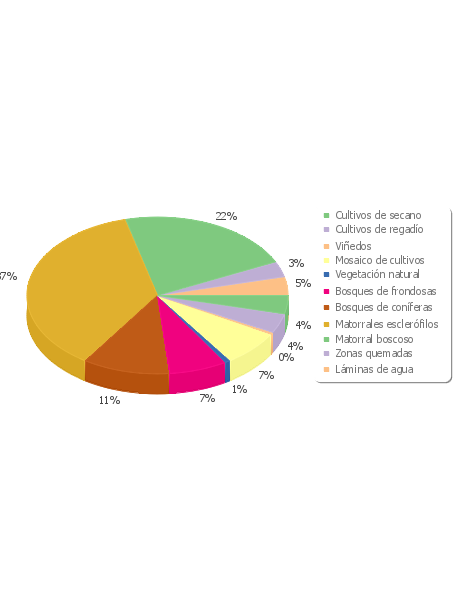 22%
3%
5%
4%
4%
0%
7%
1%
7%
11%
Cultivos de secano
Cultivos de regadío
Viñedos
Mosaico de cultivos
Vegetación natural
Bosques de frondosas
Bosques de coníferas
Matorrales esclerófilos
Matorral boscoso
Zonas quemadas
Láminas de agua